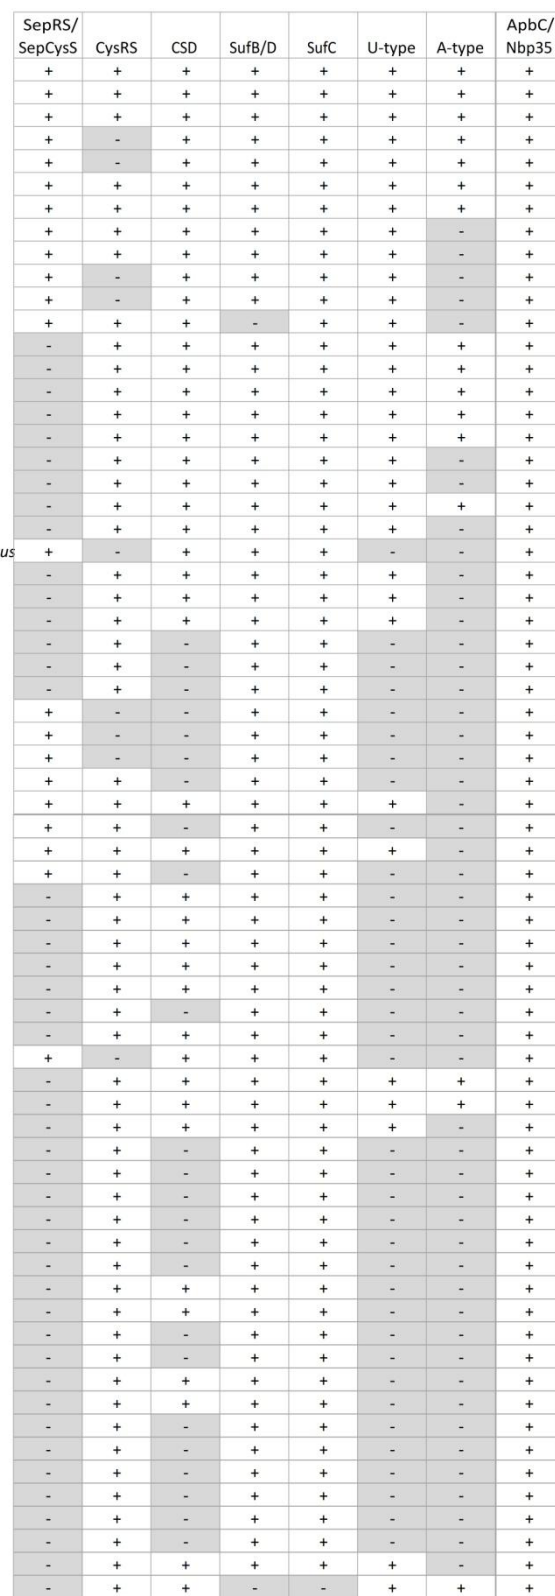 SepRS/ ApbC/
SepCysS CysRS CSD SufB/D SufC U-type A-type Nbp35
+ + + + + + + +
+ + + + + + + +
+ + + + + + + +
+ - + + + + + +
+ - + + + + + +
+ + + + + + + +
+ + + + + + + +
+ + + + + + - +
+ + + + + + - +
+ - + + + + - +
+ - + + + + - +
+ + + - + + - +
- + + + + + + +
- + + + + + + +
- + + + + + + +
- + + + + + + +
- + + + + + + +
- + + + + + - +
- + + + + + - +
- + + + + + + +
- + + + + + - +
us + - + + + - - +
- + + + + + - +
- + + + + + - +
- + + + + + - +
- + - + + - - +
- + - + + - - +
- + - + + - - +
+ - - + + - - +
+ - - + + - - +
+ - - + + - - +
+ + - + + - - +
+ + + + + + - +
+ + - + + - - +
+ + + + + + - +
+ + - + + - - +
- + + + + - - +
- + + + + - - +
- + + + + - - +
- + + + + - - +
- + + + + - - +
- + - + + - - +
- + + + + - - +
+ - + + + - - +
- + + + + + + +
- + + + + + + +
- + + + + + - +
- + - + + - - +
- + - + + - - +
- + - + + - - +
- + - + + - - +
- + - + + - - +
- + - + + - - +
- + + + + - - +
- + + + + - - +
- + - + + - - +
- + - + + - - +
- + + + + - - +
- + + + + - - +
- + - + + - - +
- + - + + - - +
- + - + + - - +
- + - + + - - +
- + - + + - - +
- + - + + - - +
- + + + + + - +
- + + - - + + +